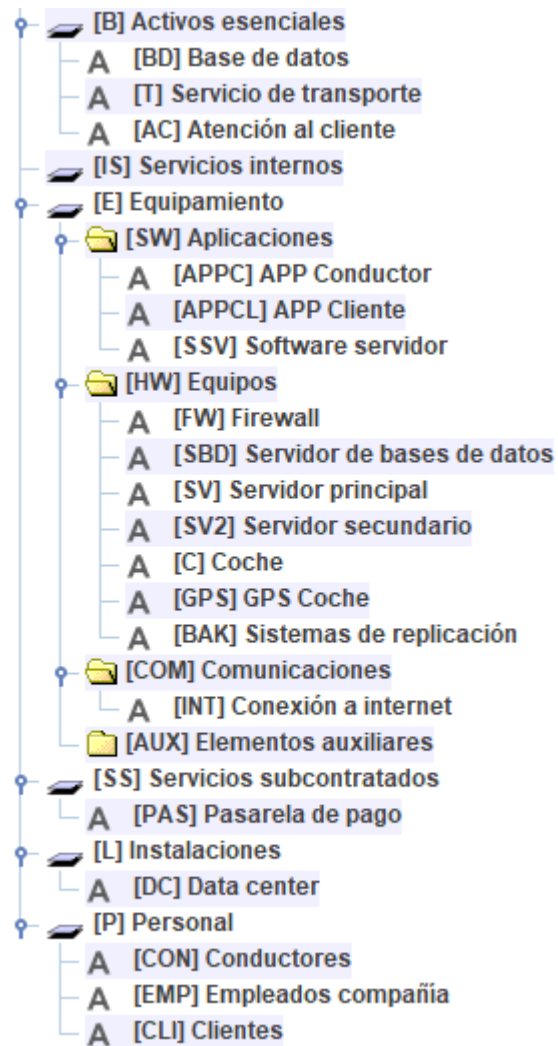 [B] Activos esenciales
A [BD] Base de datos
A [T] Servicio de transporte
A [AC] Atención al cliente
[IS] Servicios internos
[E] Equipamiento
[SW] Aplicaciones
A [APPC] APP Conductor
A [APPCL] APP Cliente
A [SSV] Software servidor
[HW] Equipos
A [FW] Firewall
A [SBD] Servidor de bases de datos
A [SV] Servidor principal
A [SV2] Servidor secundario
A [C] Coche
A [GPS] GPS Coche
A [BAK] Sistemas de replicación
[COM] Comunicaciones
A [INT] Conexión a internet
[AUX] Elementos auxiliares
[SS] Servicios subcontratados
A [PAS] Pasarela de pago
[L] Instalaciones
A [DC] Data center
[P] Personal
A [CON] Conductores
A [EMP] Empleados compañía
A [CLI] Clientes